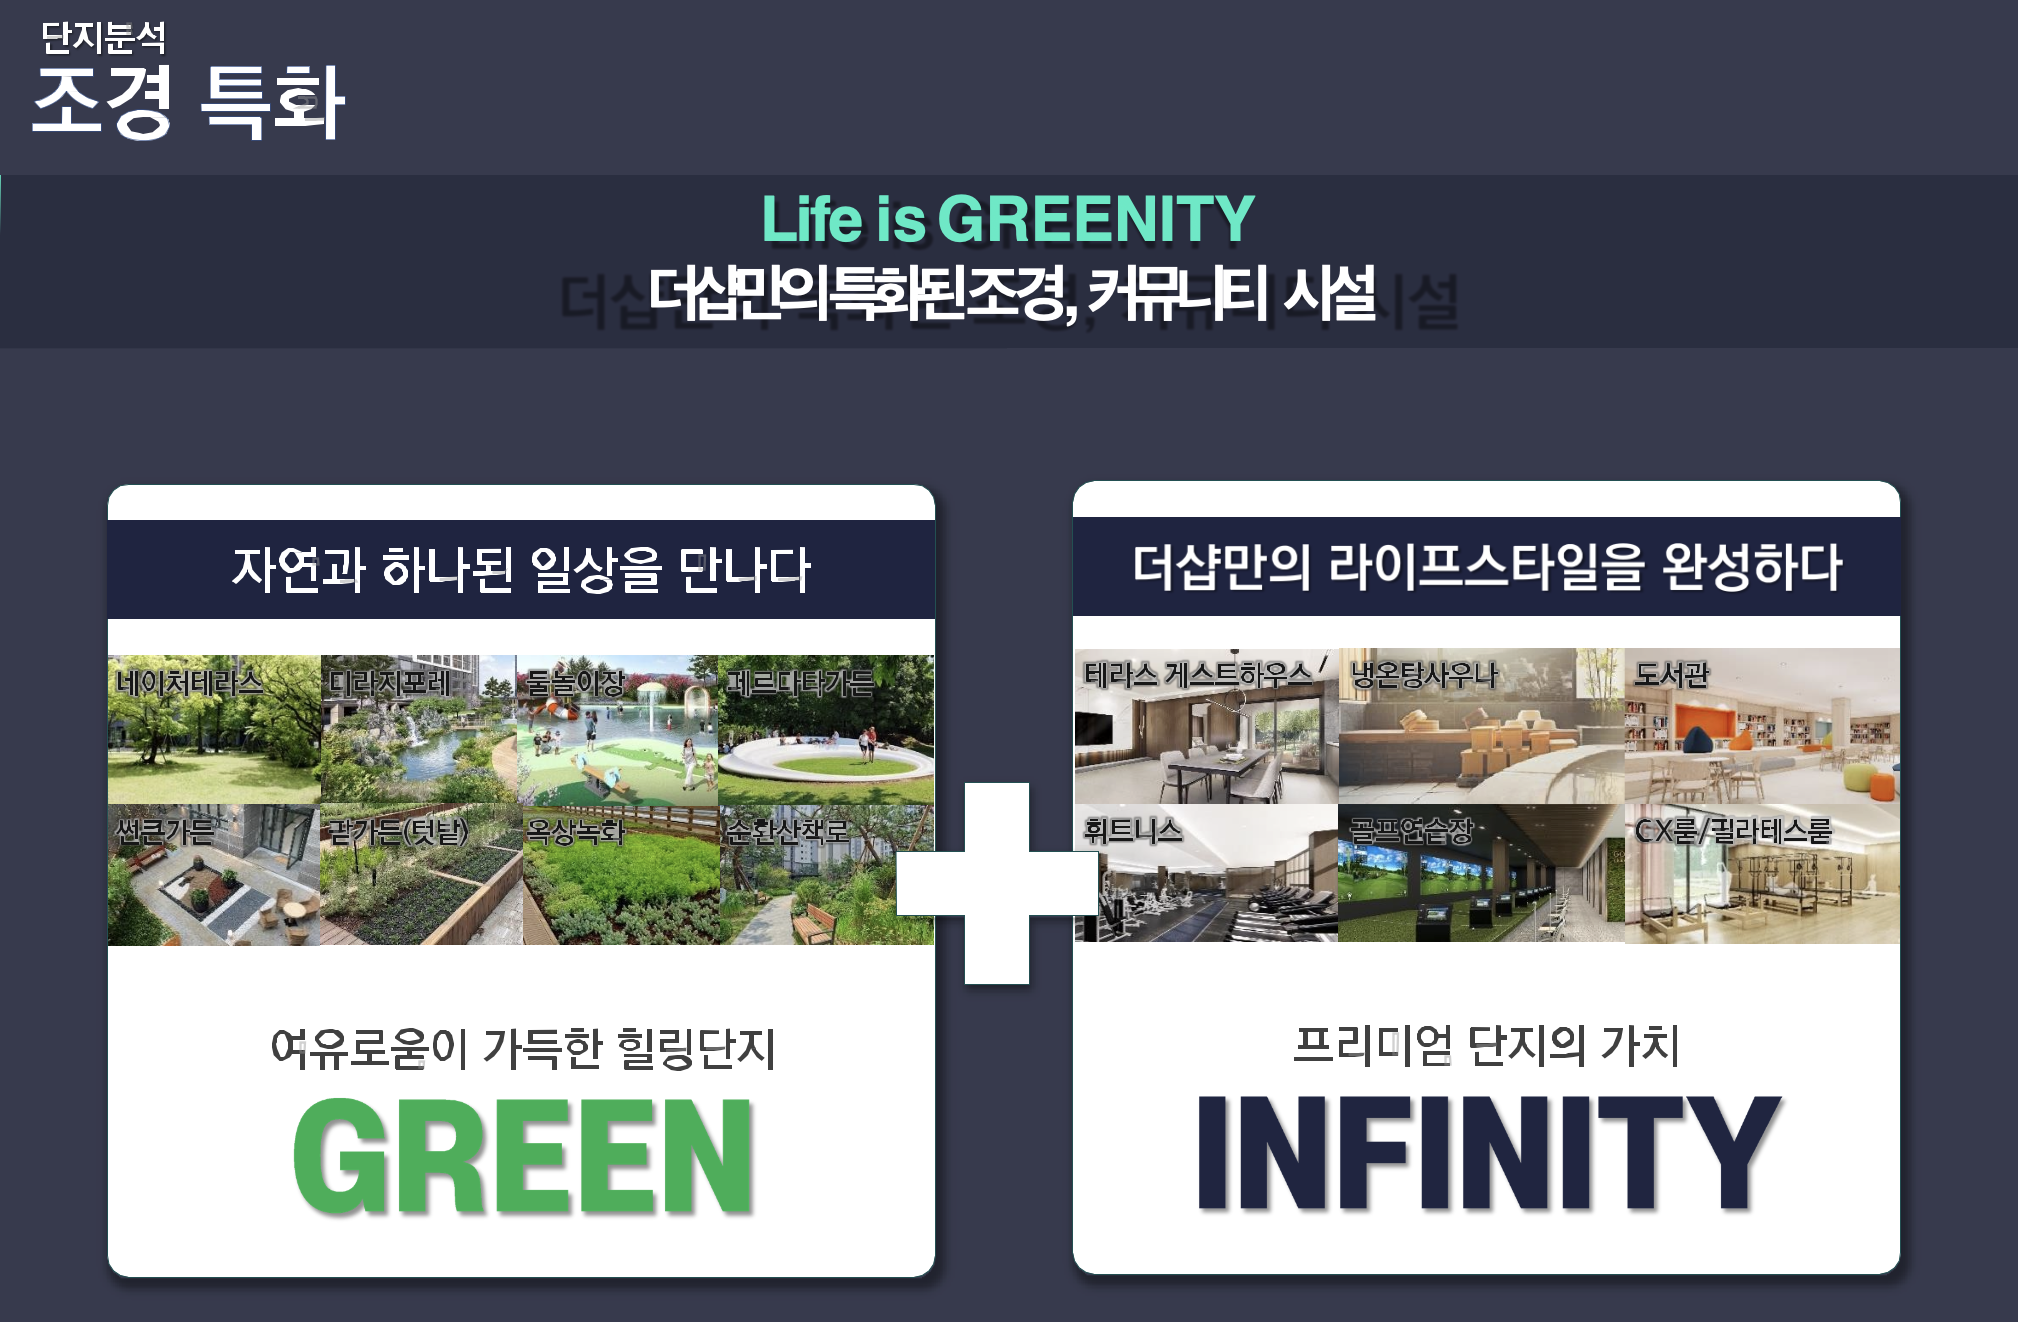 단지분석
조경 특화
Life is GREENITY
더샵만의 특화된 조경, 커뮤니티 시설
자연과 하나된 일상을 만나다
네이처테라스
더라지포레
물놀이장
페르마타가든
썬큰가든
팜가든(텃밭)
옥상녹화
순환산책로
여유로움이 가득한 힐링단지
GREEN
더샵만의 라이프스타일을 완성하다
테라스 게스트하우스
냉온탕사우나
도서관
휘트니스
골프연습장
CX룸/필라테스룸
프리미엄 단지의 가치
INFINITY